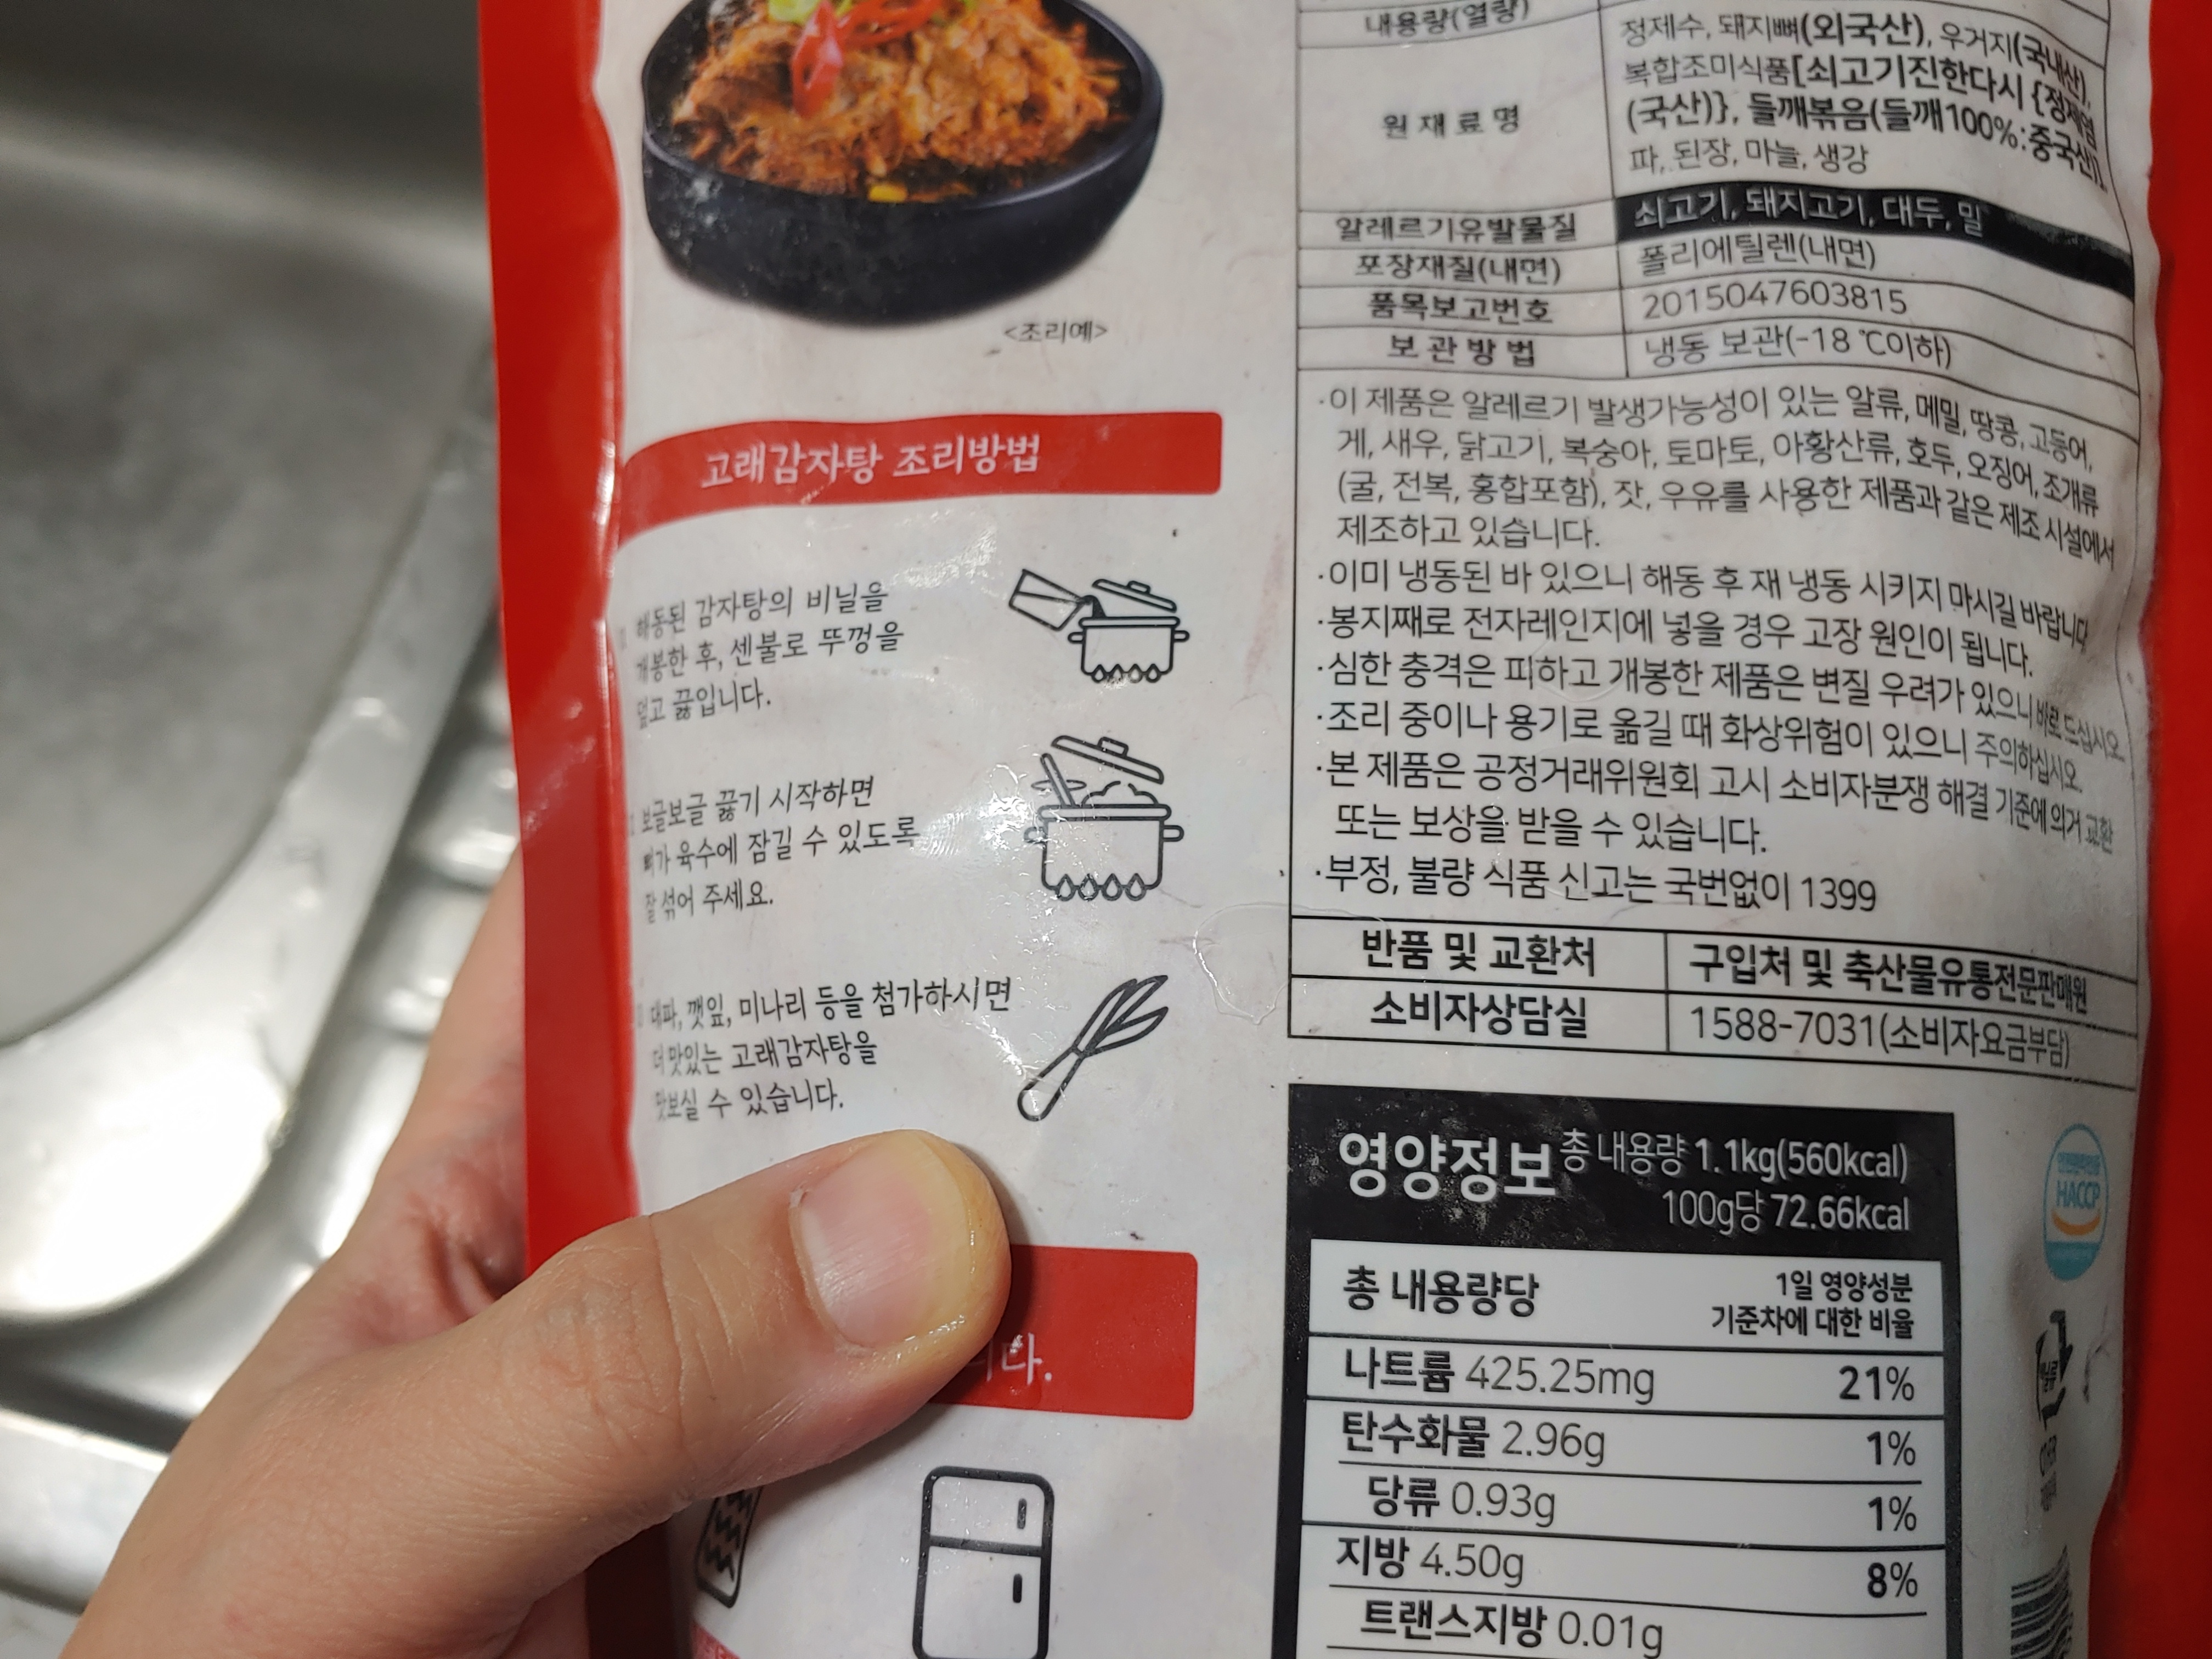 <조리예>
고래감자탕 조리방법
해동된 감자탕의 비닐을
개봉한 후, 센불로 뚜껑을
덮고 끓입니다.
보글보글 끓기 시작하면
뼈가 육수에 잠길 수 있도록
잘 섞어 주세요.
대파, 깻잎, 미나리 등을 첨가하시면
더 맛있는 고래감자탕을
맛보실 수 있습니다.
니다.
내용량(열량)
원재료명
정제수, 돼지뼈(외국산), 우거지(국내산),
복합조미식품[쇠고기진한다시 {정제염
(국산)}, 들깨볶음(들깨100%:중국산)],
파, 된장, 마늘, 생강
알레르기유발물질 쇠고기, 돼지고기, 대두, 밀
포장재질(내면) 폴리에틸렌(내면)
품목보고번호 2015047603815
보관방법 냉동 보관(-18 ℃이하)
·이 제품은 알레르기 발생가능성이 있는 알류, 메밀, 땅콩, 고등어,
게, 새우, 닭고기, 복숭아, 토마토, 아황산류, 호두, 오징어, 조개류
(굴, 전복, 홍합포함), 잣, 우유를 사용한 제품과 같은 제조 시설에서
제조하고 있습니다.
·이미 냉동된 바 있으니 해동 후 재 냉동 시키지 마시길 바랍니다
·봉지째로 전자레인지에 넣을 경우 고장 원인이 됩니다.
·심한 충격은 피하고 개봉한 제품은 변질 우려가 있으니 바로 드십시오
·조리 중이나 용기로 옮길 때 화상위험이 있으니 주의하십시오.
·본 제품은 공정거래위원회 고시 소비자분쟁 해결 기준에 의거 교환
또는 보상을 받을 수 있습니다.
·부정, 불량 식품 신고는 국번없이 1399
반품 및 교환처 구입처 및 축산물유통전문판매원
소비자상담실 1588-7031(소비자요금부담)
영양정보 총 내용량 1.1kg(560kcal)
100g당 72.66kcal
총 내용량당 1일 영양성분
기준차에 대한 비율
나트륨 425.25mg 21%
탄수화물 2.96g 1%
당류 0.93g 1%
지방 4.50g 8%
트랜스지방 0.01g
HACCP